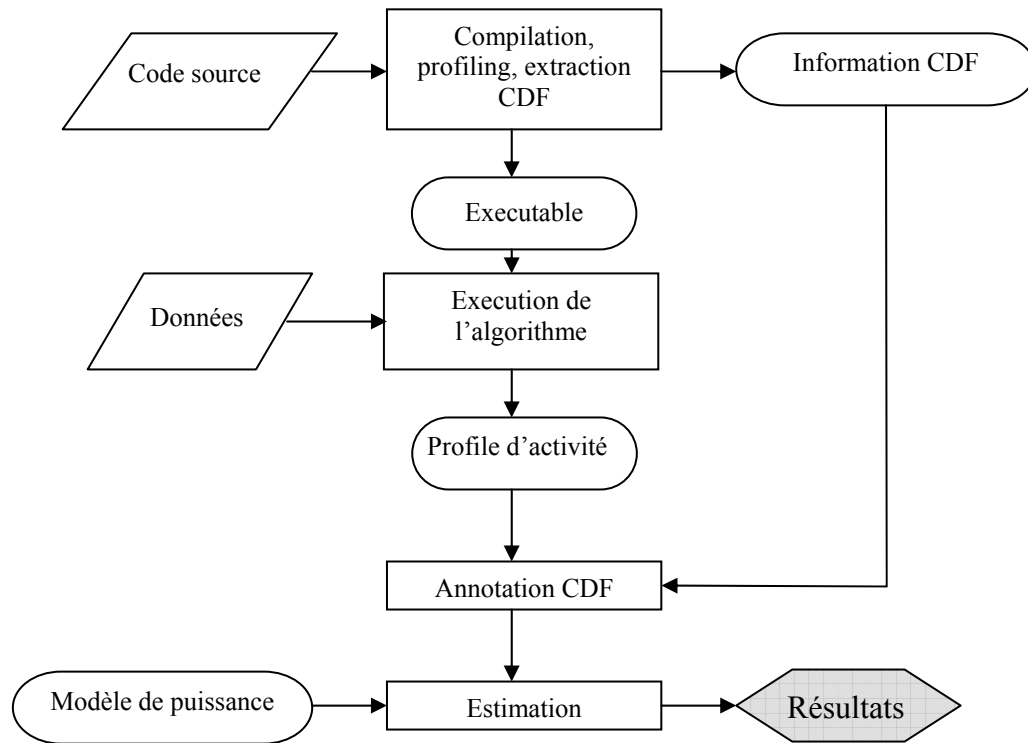 Code source
Compilation,
profiling, extraction
CDF
Information CDF
Executable
Données
Execution de
l’algorithme
Profile d’activité
Annotation CDF
Modèle de puissance
Estimation
Résultats